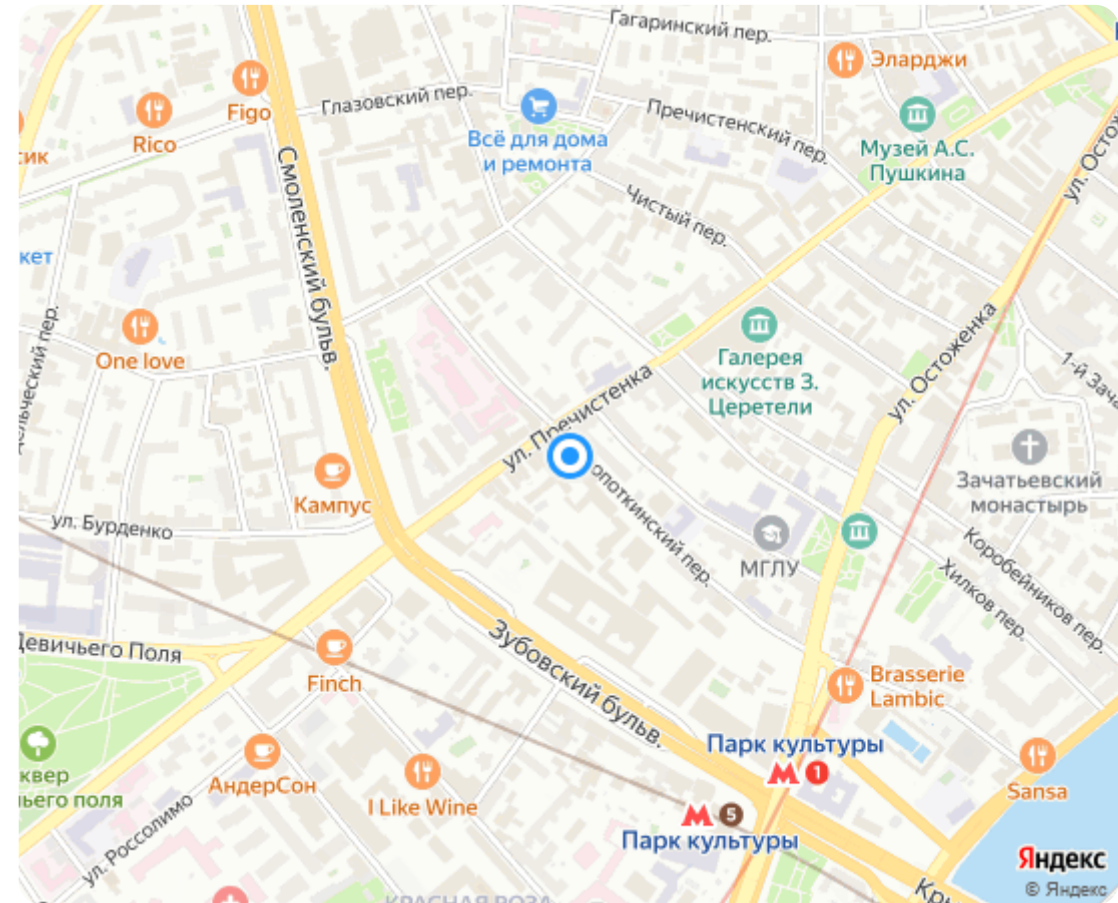 Гагаринский пер.
Эларджи
Figo
Глазовский пер.
Rico
Всё для дома
и ремонта
Пречистенский пер.
Музей А.С.
Пушкина
Чистый пер.
Смоленский бульв.
One love
Галерея
искусств З.
Церетели
ул. Остоженка
ул. Пречистенка
Зачатьевский
монастырь
Кампус
ул. Бурденко
МГЛУ
Коробейников пер.
Хилков пер.
Девичьего Поля
Зубовский бульв.
Finch
Brasserie
Lambic
Парк культуры
1
АндерСон
I Like Wine
Sansa
5
Парк культуры
ул. Россолимо
Яндекс
© Яндекс